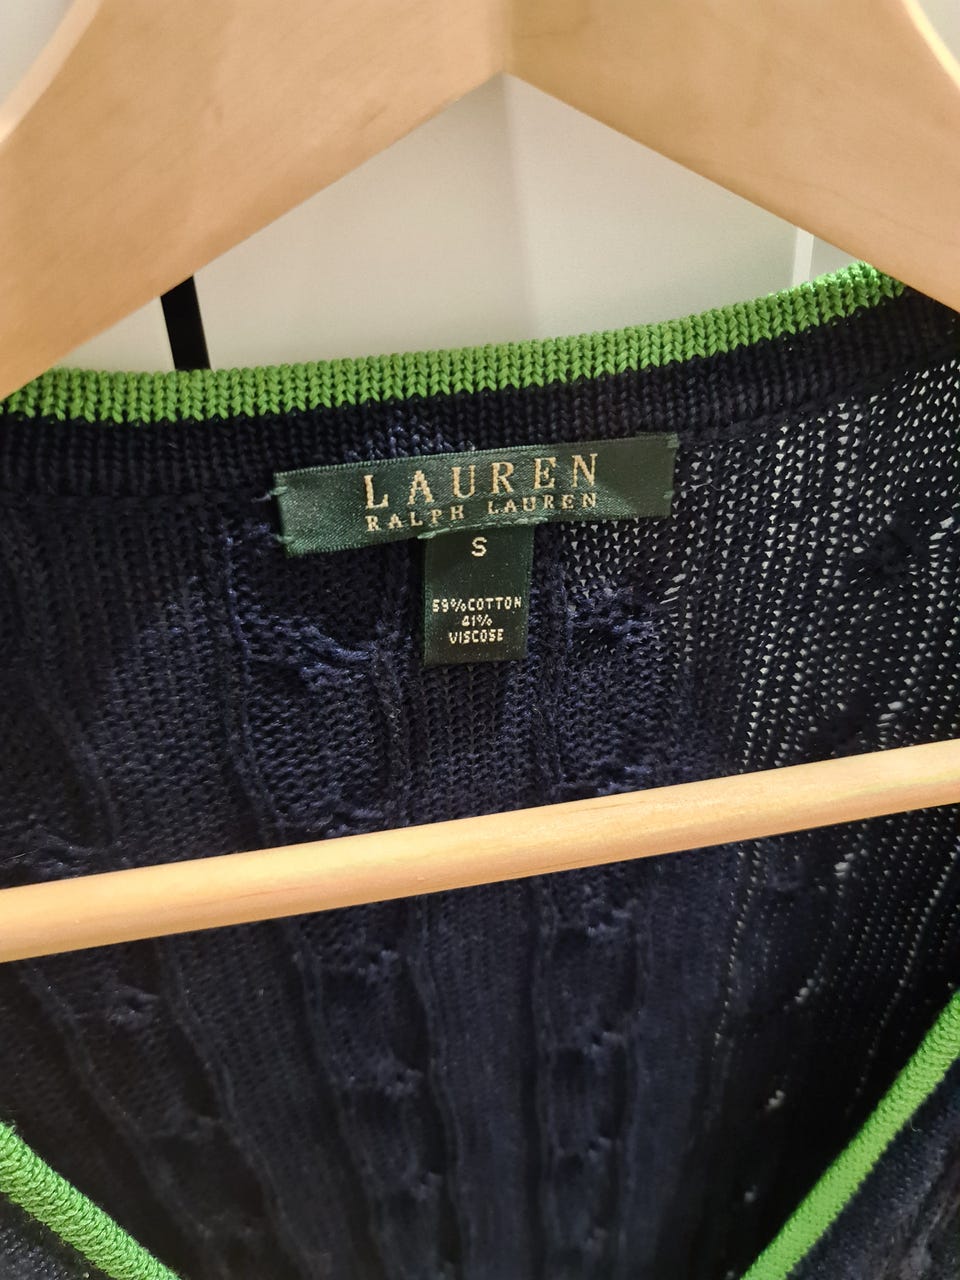 LAUREN
RALPH LAUREN
S
59%COTTON
41%
VISCOSE